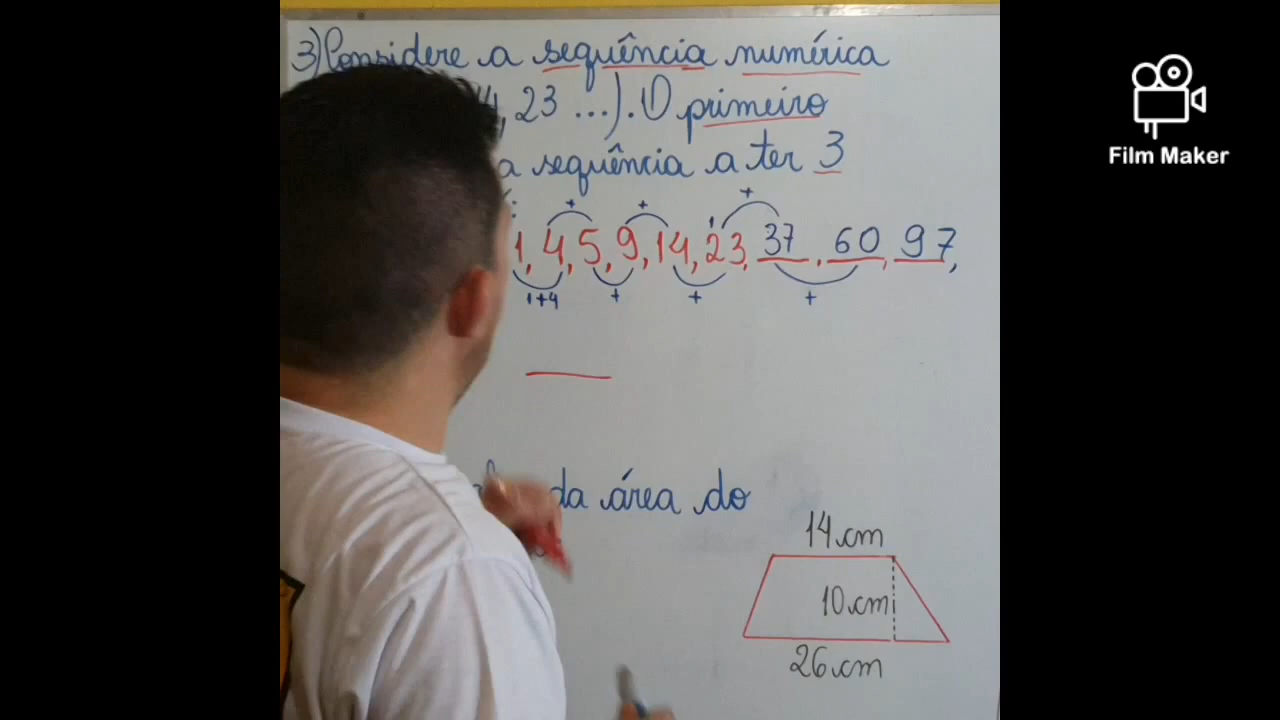 3) Considere a sequência numérica
4, 23 ...). O primeiro
a sequência a ter 3
+ + +
1, 4, 5, 9, 14, 23, 37, 60, 97,
1+4 + + +
da área do
14 cm
10 cm
26 cm
Film Maker